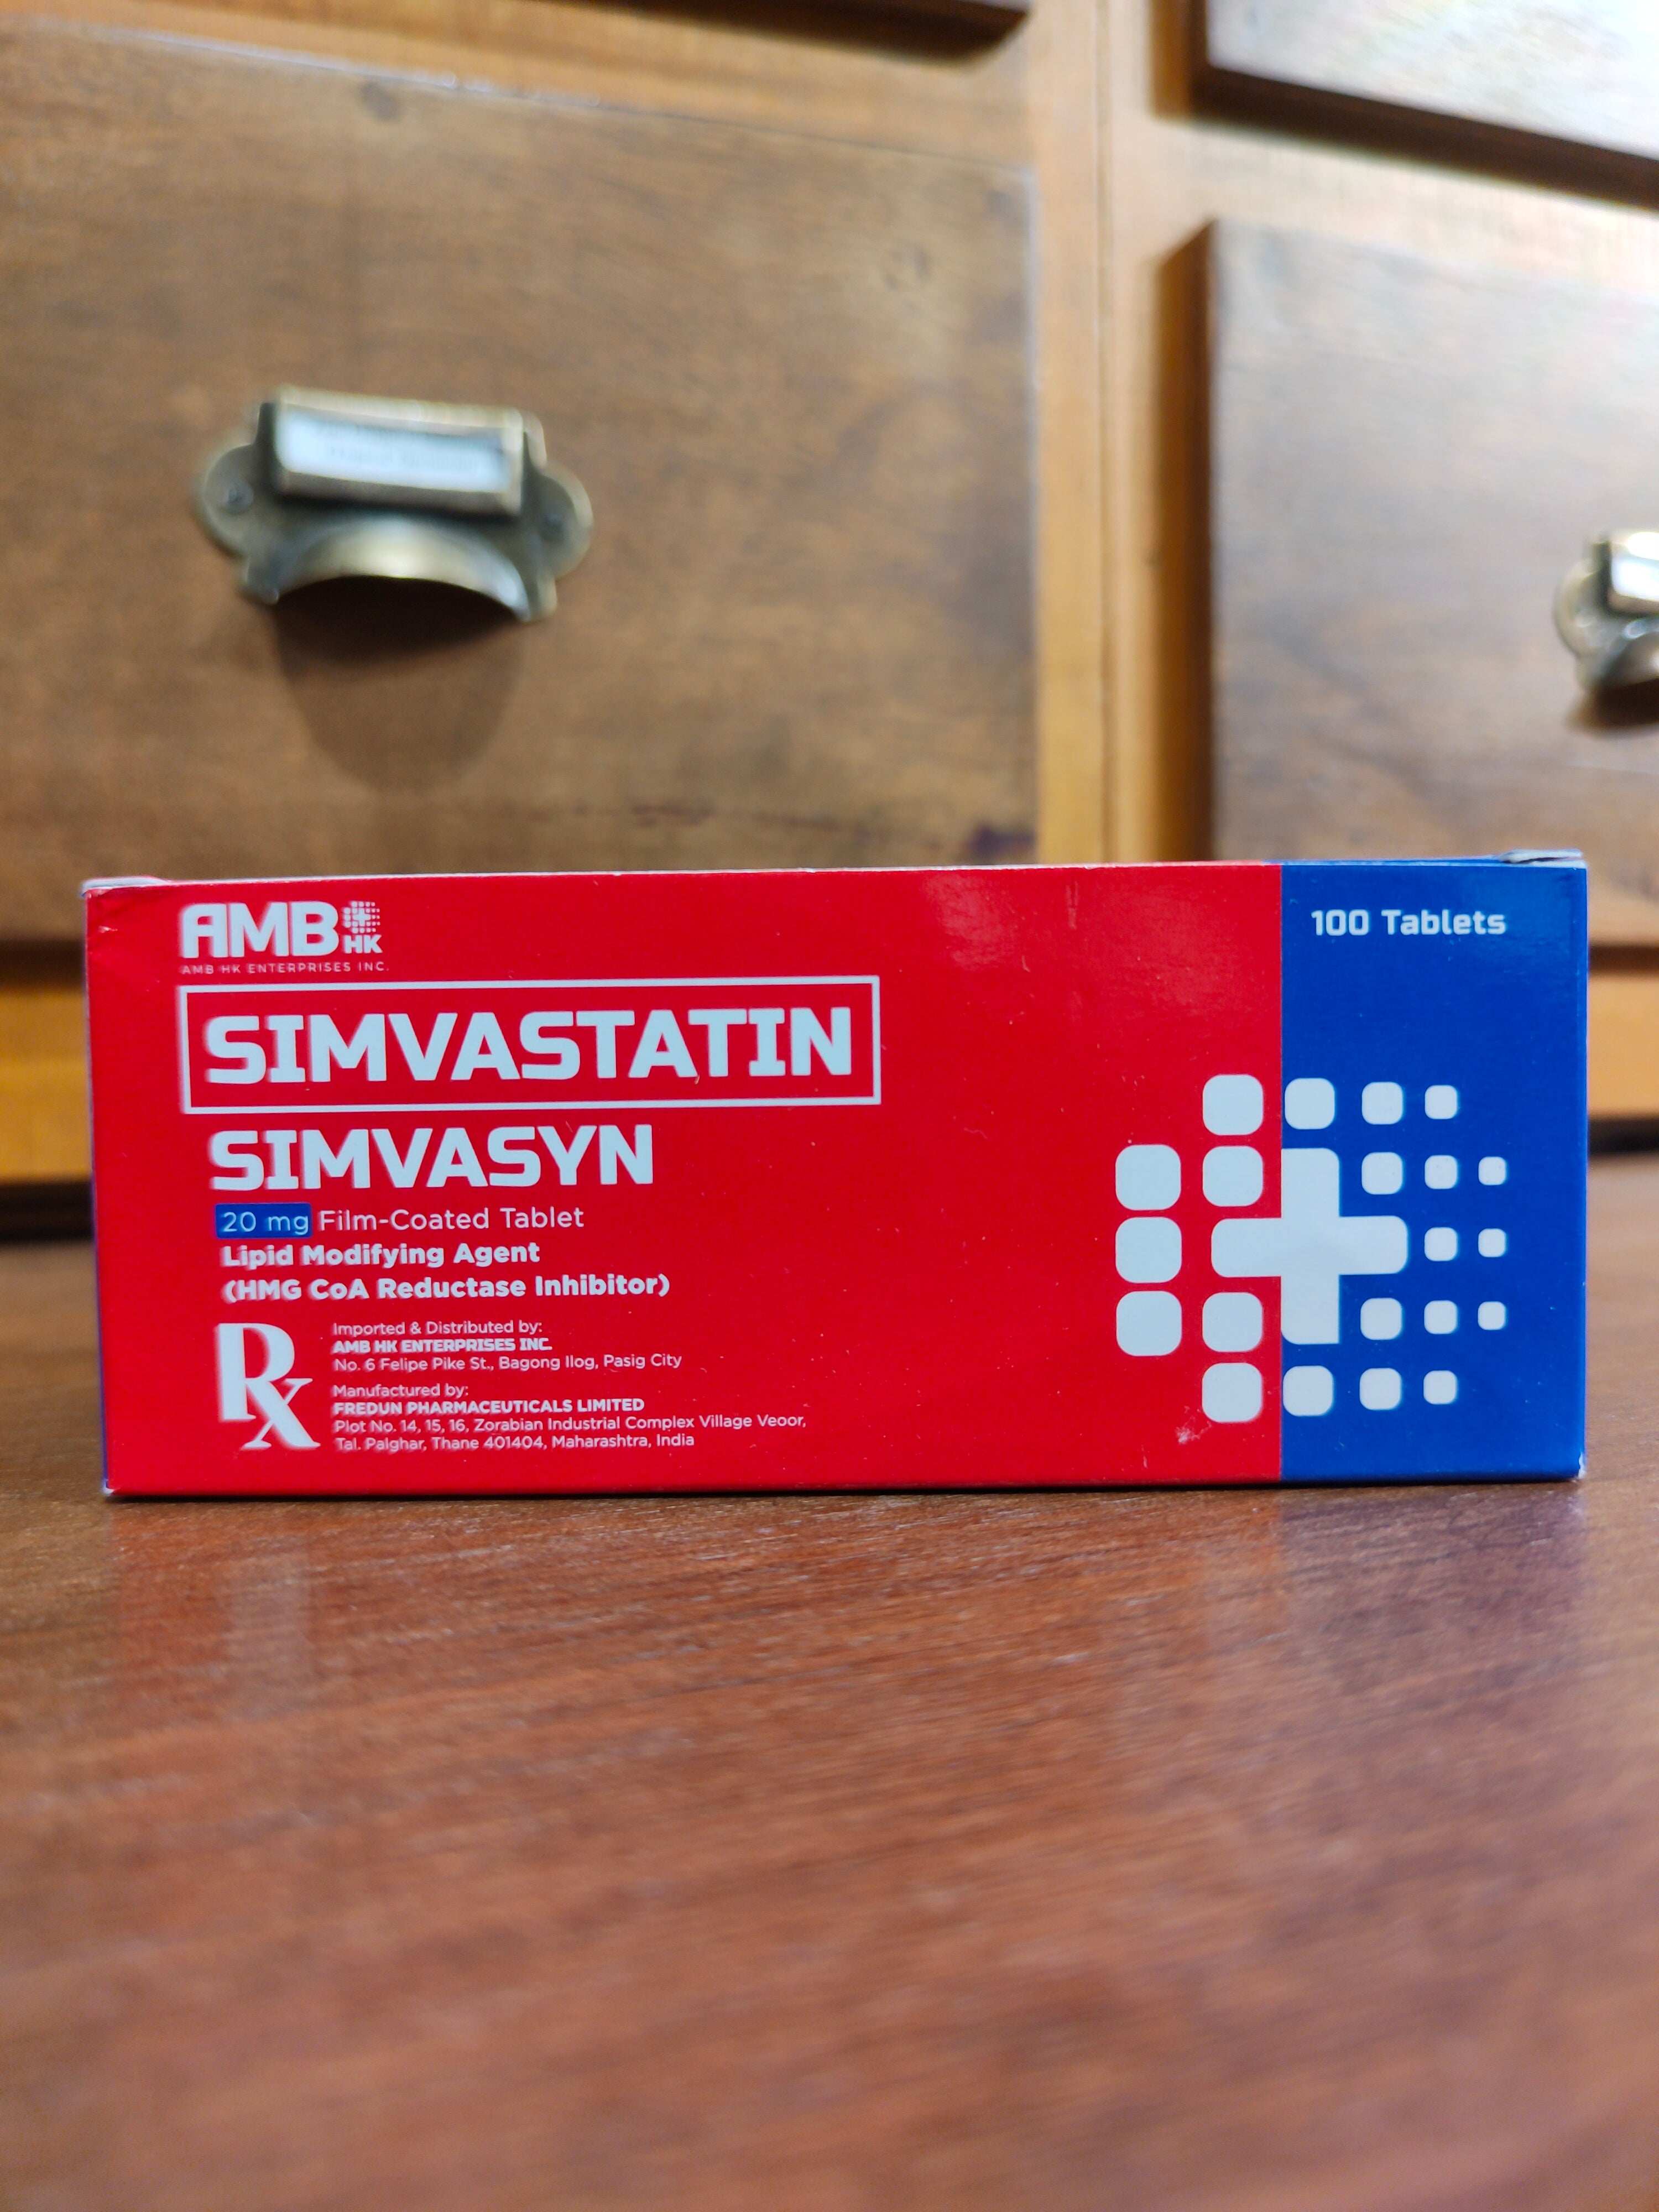 AMB HK
AMB HK ENTERPRISES INC.
100 Tablets
SIMVASTATIN
SIMVASYN
20 mg Film-Coated Tablet
Lipid Modifying Agent
(HMG CoA Reductase Inhibitor)
Rx
Imported & Distributed by:
AMB HK ENTERPRISES INC.
No. 6 Felipe Pike St., Bagong Ilog, Pasig City
Manufactured by:
FREDUN PHARMACEUTICALS LIMITED
Plot No. 14, 15, 16, Zorabian Industrial Complex Village Veoor,
Tal. Palghar, Thane 401404, Maharashtra, India